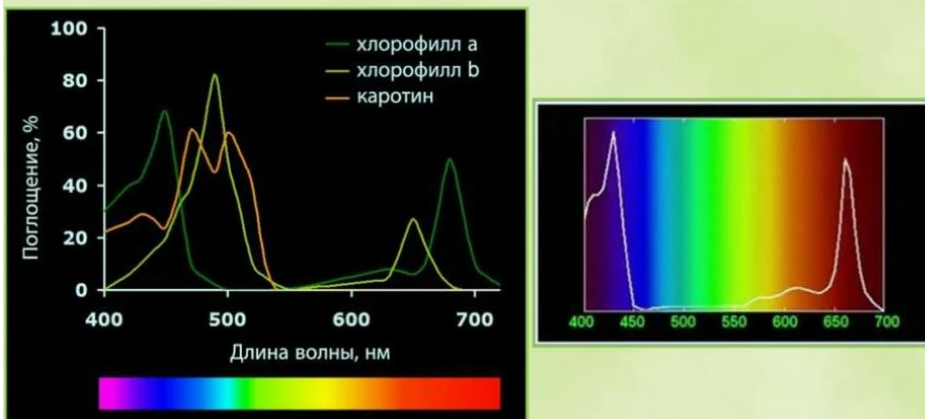 100
80
60
40
20
0
Поглощение, %
хлорофилл a
хлорофилл b
каротин
400 500 600 700
Длина волны, нм
400 450 500 550 600 650 700